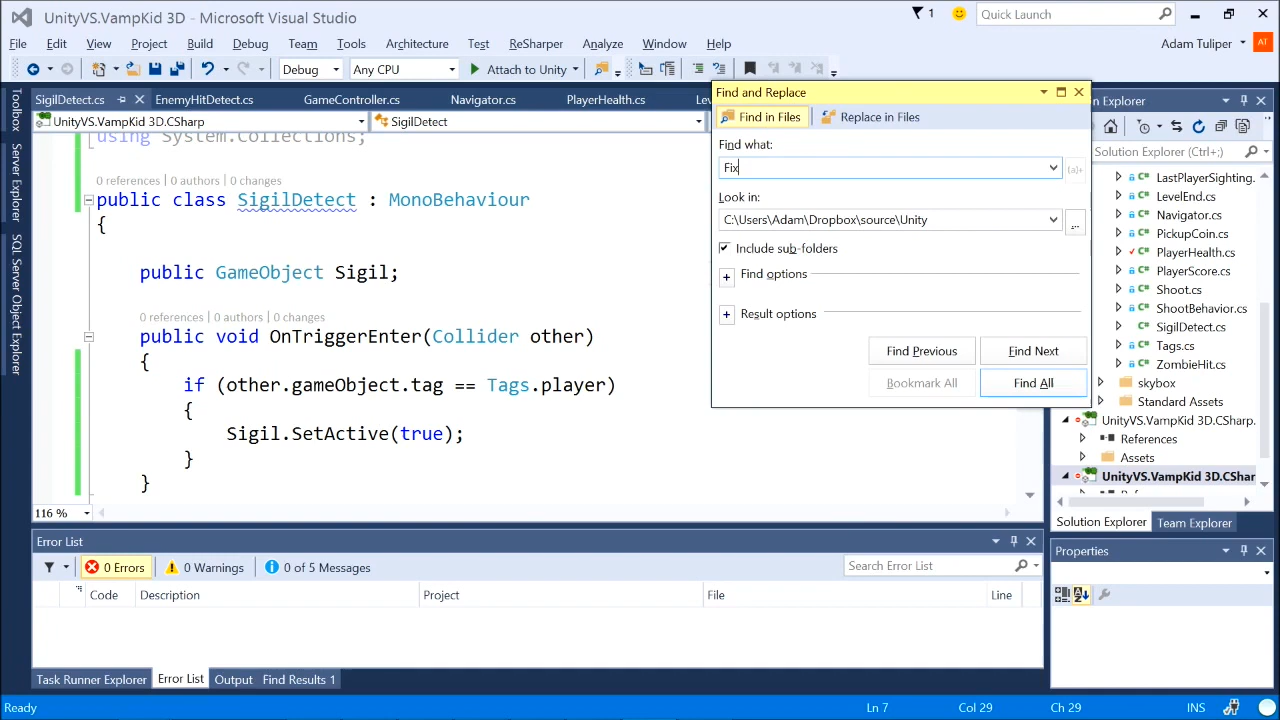 UnityVS.VampKid 3D - Microsoft Visual Studio
1
Quick Launch
File Edit View Project Build Debug Team Tools Architecture Test ReSharper Analyze Window Help
Adam Tuliper
AT
Debug
Any CPU
Attach to Unity
SigilDetect.cs
EnemyHitDetect.cs
GameController.cs
Navigator.cs
PlayerHealth.cs
UnityVS.VampKid 3D.CSharp
SigilDetect
Toolbox
Server Explorer
SQL Server Object Explorer
using System.Collections;
0 references | 0 authors | 0 changes
public class SigilDetect : MonoBehaviour
{
public GameObject Sigil;
0 references | 0 authors | 0 changes
public void OnTriggerEnter(Collider other)
{
if (other.gameObject.tag == Tags.player)
{
Sigil.SetActive(true);
}
}
116 %
Find and Replace
Find in Files
Replace in Files
Find what:
Fix
Look in:
C:\Users\Adam\Dropbox\source\Unity
...
Include sub-folders
Find options
Result options
Find Previous
Find Next
Bookmark All
Find All
Explorer
Search Solution Explorer (Ctrl+;)
LastPlayerSighting.
LevelEnd.cs
Navigator.cs
PickupCoin.cs
PlayerHealth.cs
PlayerScore.cs
Shoot.cs
ShootBehavior.cs
SigilDetect.cs
Tags.cs
ZombieHit.cs
skybox
Standard Assets
UnityVS.VampKid 3D.CSharp.
References
Assets
UnityVS.VampKid 3D.CShar
Solution Explorer
Team Explorer
Properties
Error List
0 Errors
0 Warnings
0 of 5 Messages
Search Error List
Code
Description
Project
File
Line
Task Runner Explorer
Error List
Output
Find Results 1
Ready
Ln 7
Col 29
Ch 29
INS